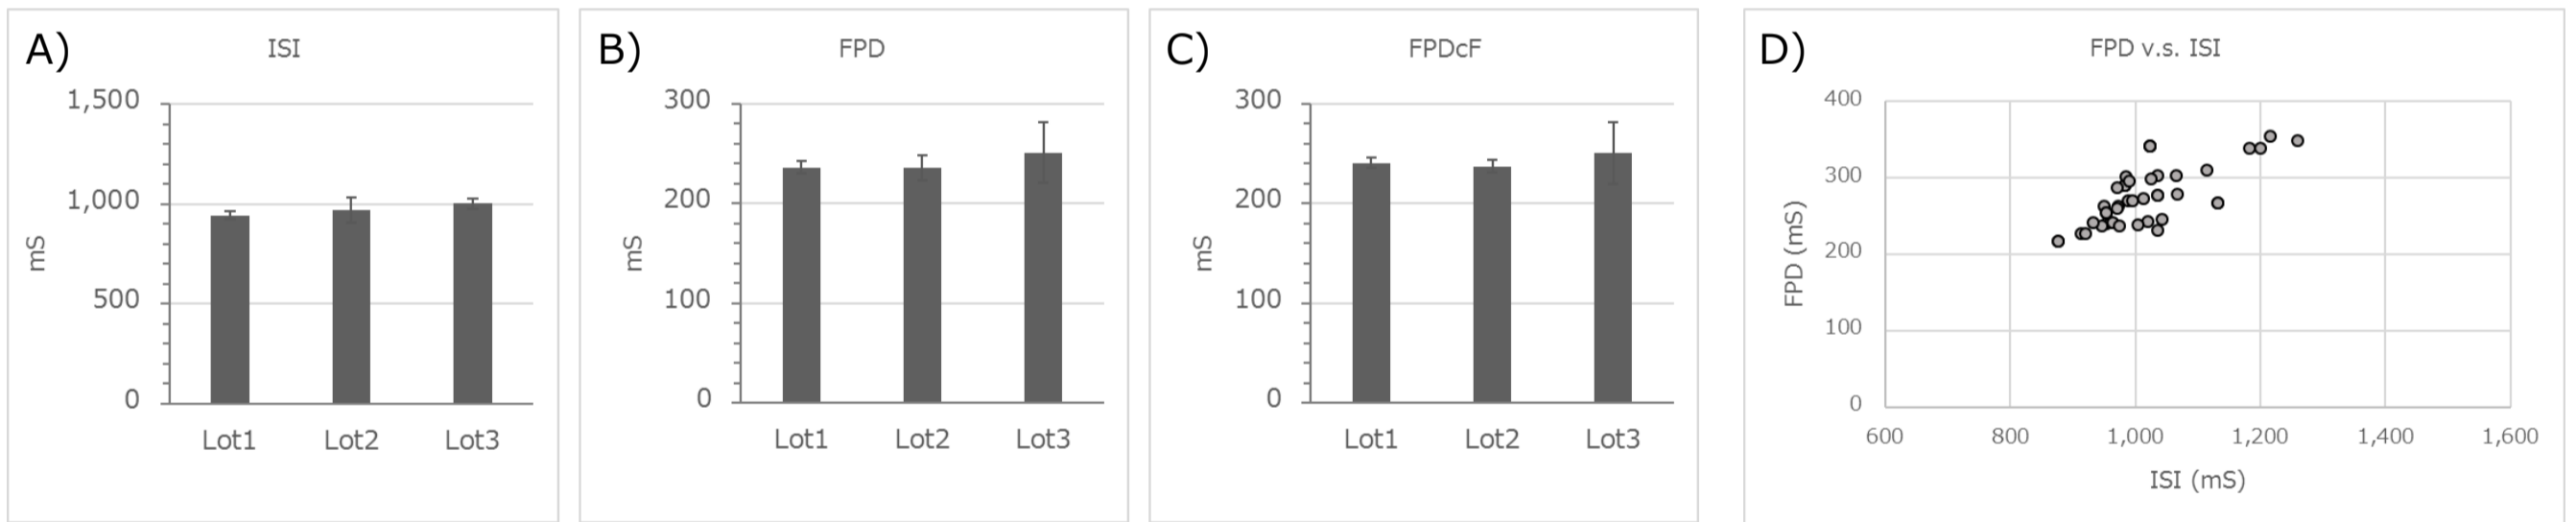 A)
ISI
1,500
1,000
500
0
mS
Lot1 Lot2 Lot3
B)
FPD
300
200
100
0
mS
Lot1 Lot2 Lot3
C)
FPDcF
300
200
100
0
mS
Lot1 Lot2 Lot3
D)
FPD v.s. ISI
400
300
200
100
0
FPD (mS)
600 800 1,000 1,200 1,400 1,600
ISI (mS)